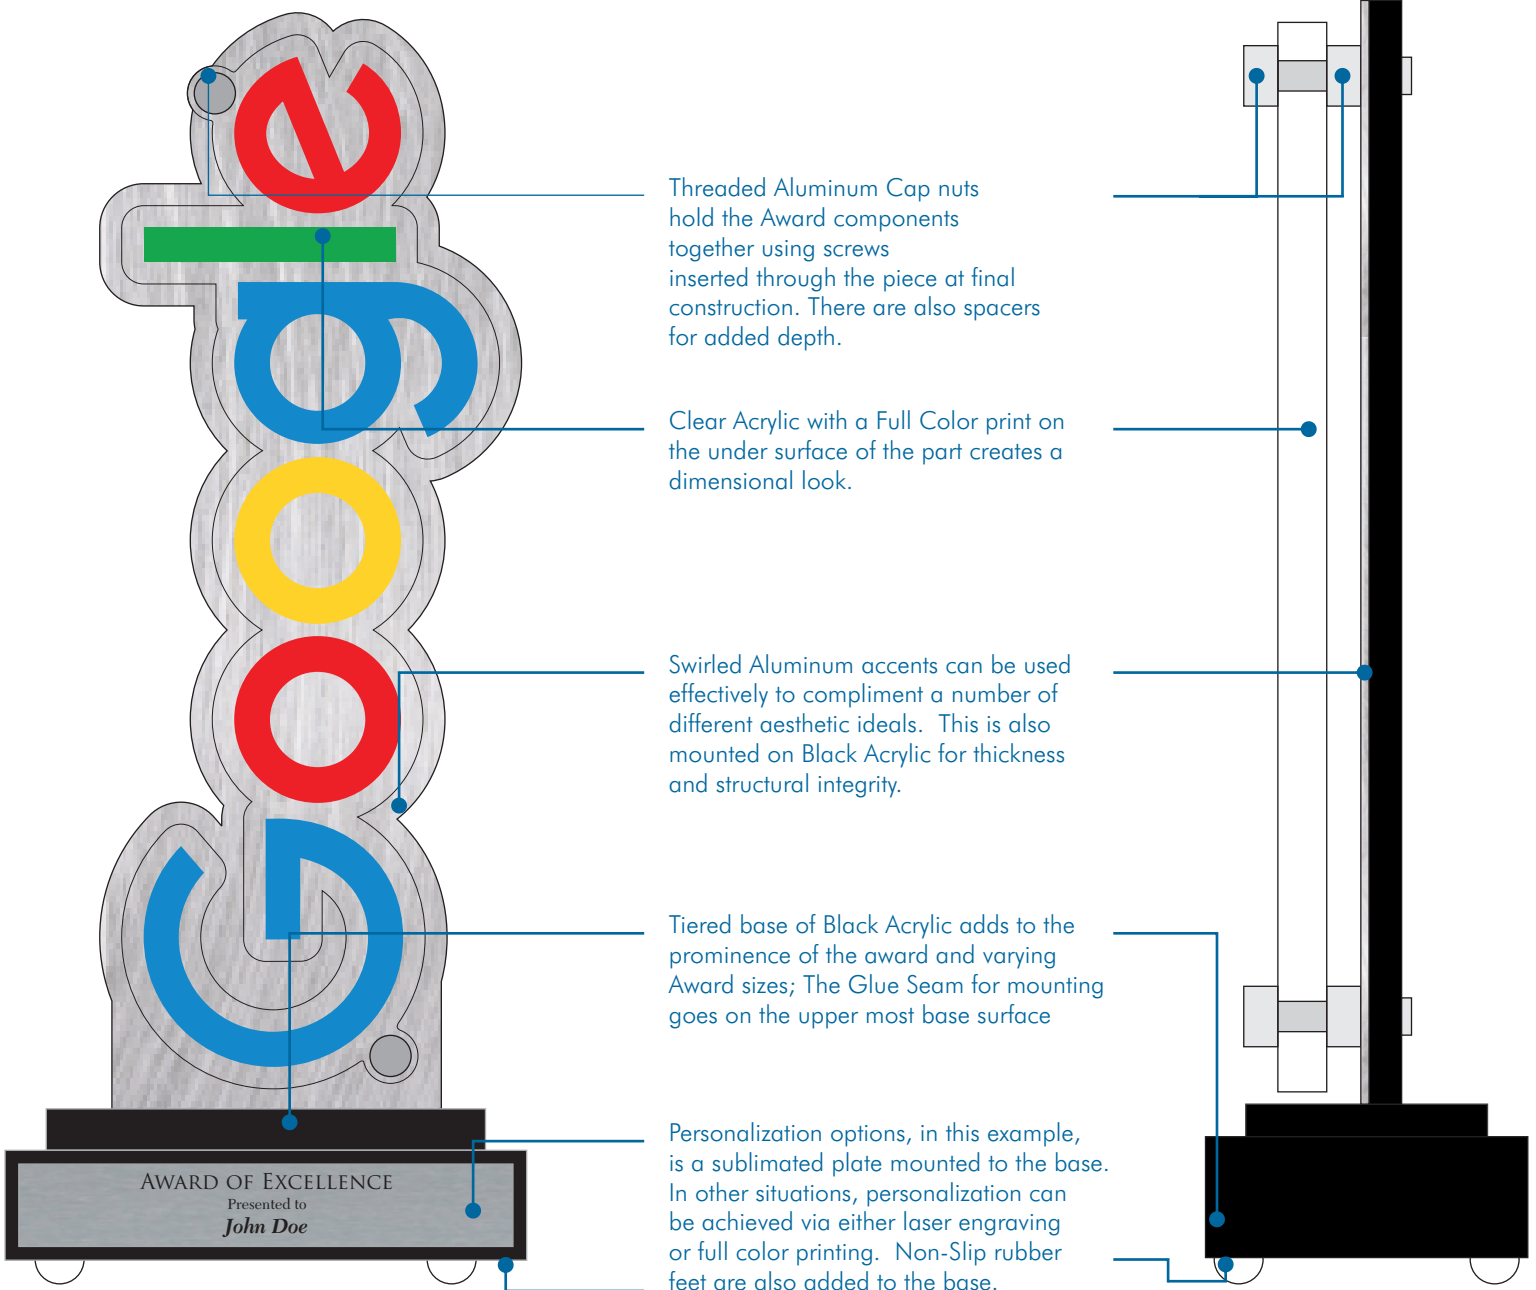 Google
Threaded Aluminum Cap nuts
hold the Award components
together using screws
inserted through the piece at final
construction. There are also spacers
for added depth.
Clear Acrylic with a Full Color print on
the under surface of the part creates a
dimensional look.
Swirled Aluminum accents can be used
effectively to compliment a number of
different aesthetic ideals.  This is also
mounted on Black Acrylic for thickness
and structural integrity.
Tiered base of Black Acrylic adds to the
prominence of the award and varying
Award sizes; The Glue Seam for mounting
goes on the upper most base surface
Personalization options, in this example,
is a sublimated plate mounted to the base.
In other situations, personalization can
be achieved via either laser engraving
or full color printing.  Non-Slip rubber
feet are also added to the base.
AWARD OF EXCELLENCE
Presented to
John Doe